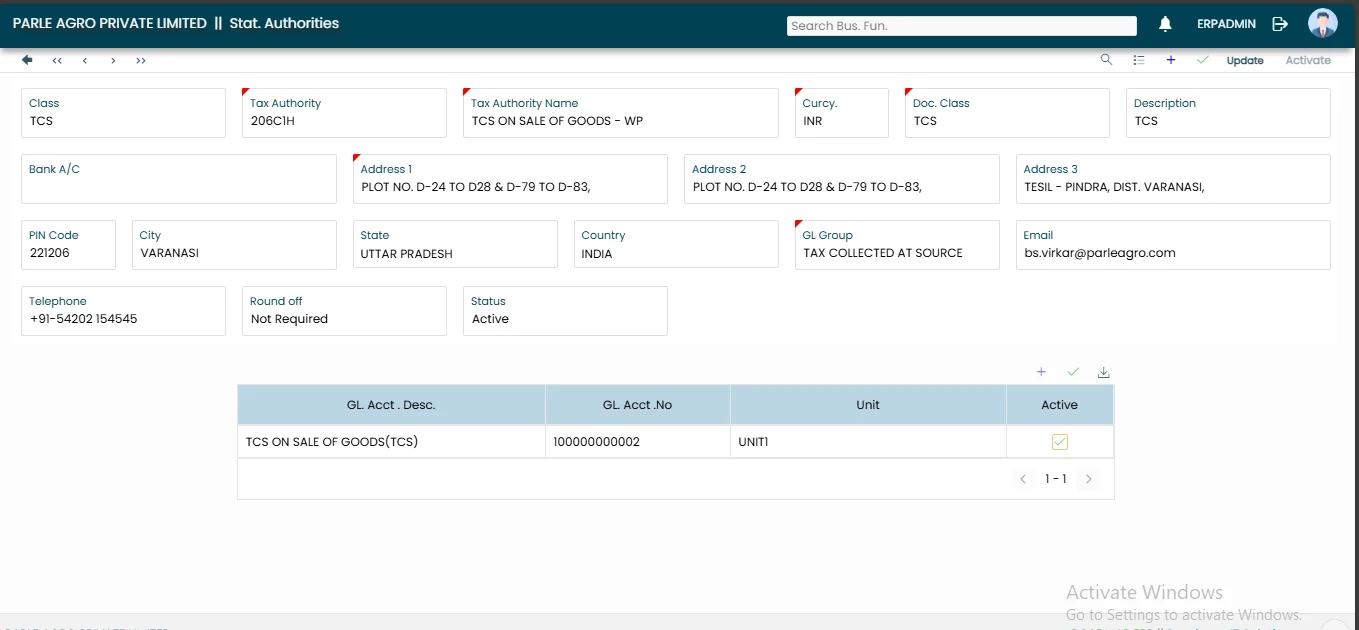 PARLE AGRO PRIVATE LIMITED || Stat. Authorities
Search Bus. Fun.
ERPADMIN
Update
Activate
Class
TCS
Tax Authority
206C1H
Tax Authority Name
TCS ON SALE OF GOODS - WP
Curcy.
INR
Doc. Class
TCS
Description
TCS
Bank A/C
Address 1
PLOT NO. D-24 TO D28 & D-79 TO D-83,
Address 2
PLOT NO. D-24 TO D28 & D-79 TO D-83,
Address 3
TESIL - PINDRA, DIST. VARANASI,
PIN Code
221206
City
VARANASI
State
UTTAR PRADESH
Country
INDIA
GL Group
TAX COLLECTED AT SOURCE
Email
bs.virkar@parleagro.com
Telephone
+91-54202 154545
Round off
Not Required
Status
Active
GL. Acct . Desc.
GL. Acct .No
Unit
Active
TCS ON SALE OF GOODS(TCS)
100000000002
UNIT1
1 - 1
Activate Windows
Go to Settings to activate Windows.